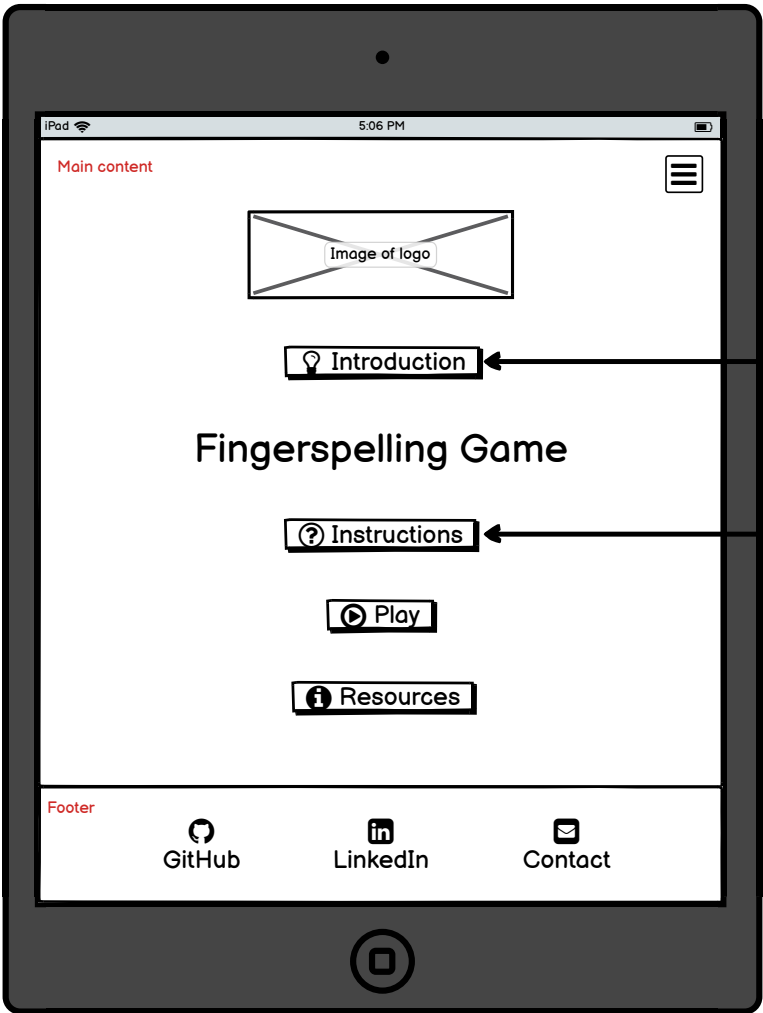 iPad 5:06 PM
Main content
Image of logo
Introduction
Fingerspelling Game
Instructions
Play
Resources
Footer
GitHub LinkedIn Contact